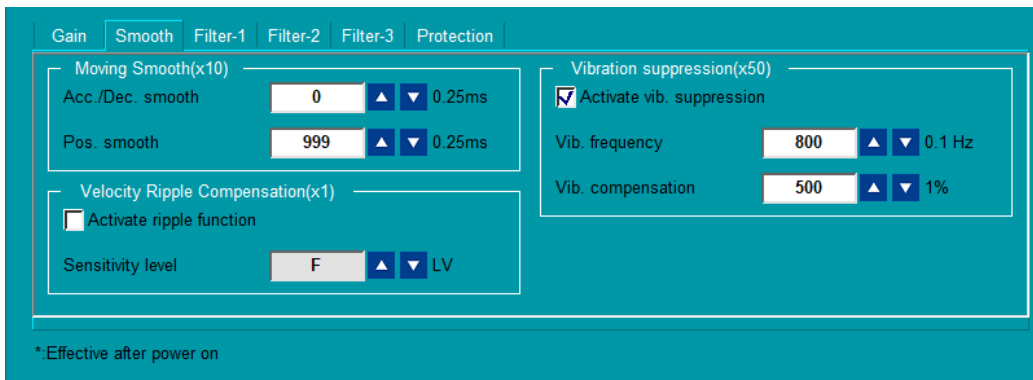 Gain Smooth Filter-1 Filter-2 Filter-3 Protection
Moving Smooth(x10)
Acc./Dec. smooth 0 0.25ms
Pos. smooth 999 0.25ms
Velocity Ripple Compensation(x1)
Activate ripple function
Sensitivity level F LV
Vibration suppression(x50)
Activate vib. suppression
Vib. frequency 800 0.1 Hz
Vib. compensation 500 1%
*:Effective after power on